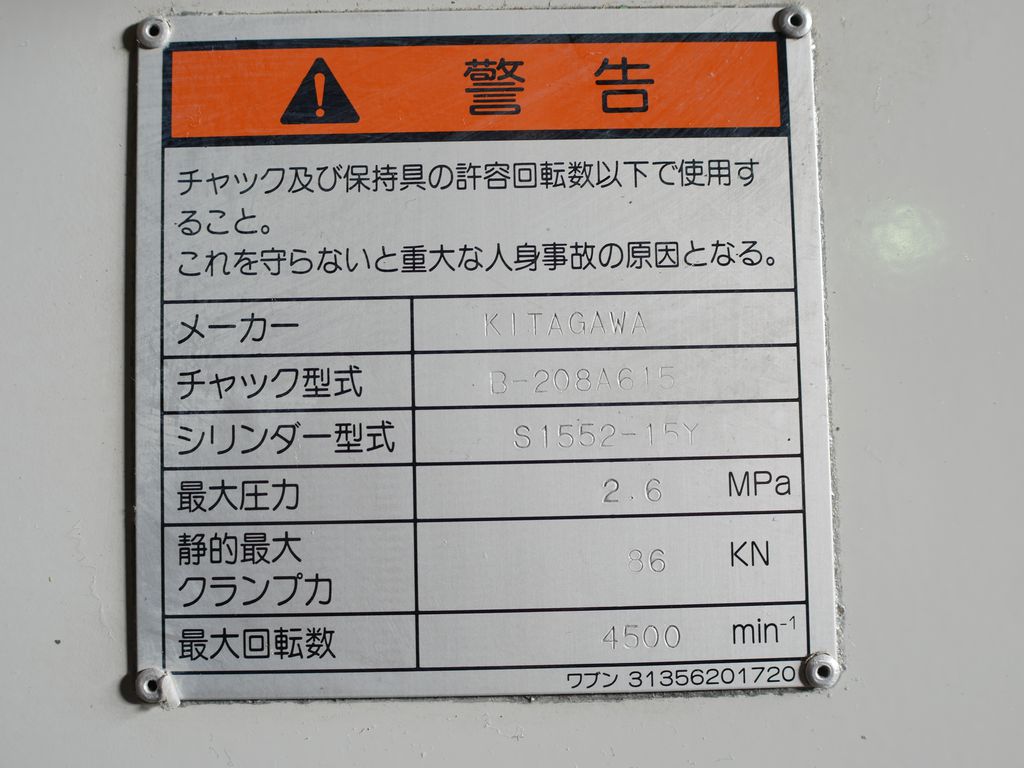 警告
チャック及び保持具の許容回転数以下で使用す
ること。
これを守らないと重大な人身事故の原因となる。
メーカー KITAGAWA
チャック型式 B-208A615
シリンダー型式 S1552-15Y
最大圧力 2.6 MPa
静的最大
クランプ力 86 KN
最大回転数 4500 min⁻¹
ワブン 31356201720